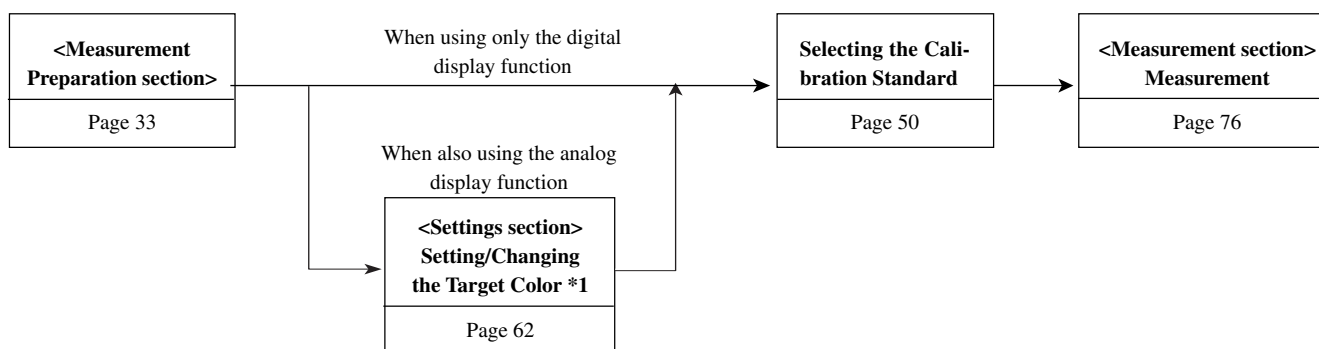 <Measurement
Preparation section>
Page 33
When using only the digital
display function
When also using the analog
display function
<Settings section>
Setting/Changing
the Target Color *1
Page 62
Selecting the Cali-
bration Standard
Page 50
<Measurement section>
Measurement
Page 76